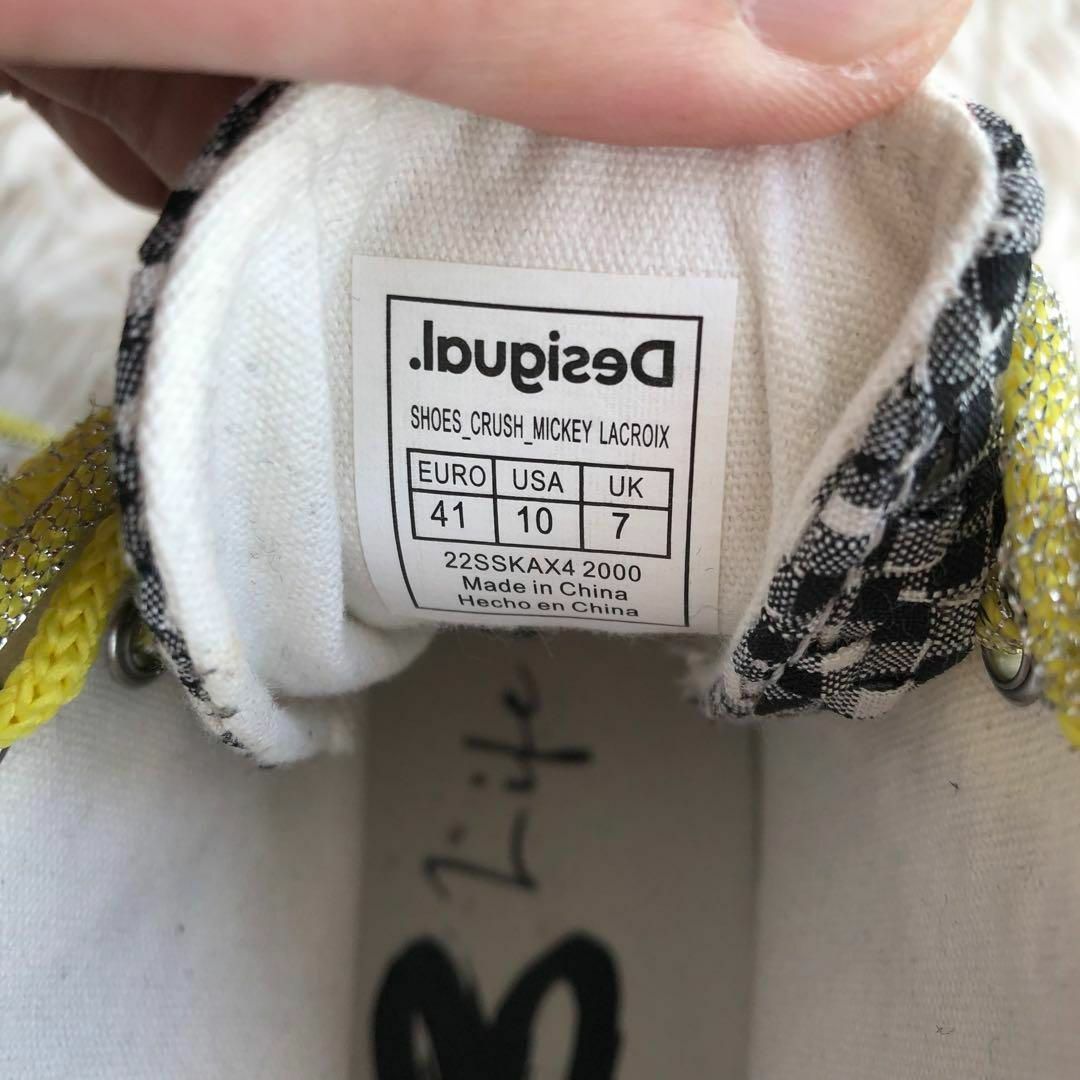 Desigual.
SHOES_CRUSH_MICKEY LACROIX
EURO USA UK
41 10 7
22SSKAX4 2000
Made in China
Hecho en China
Life